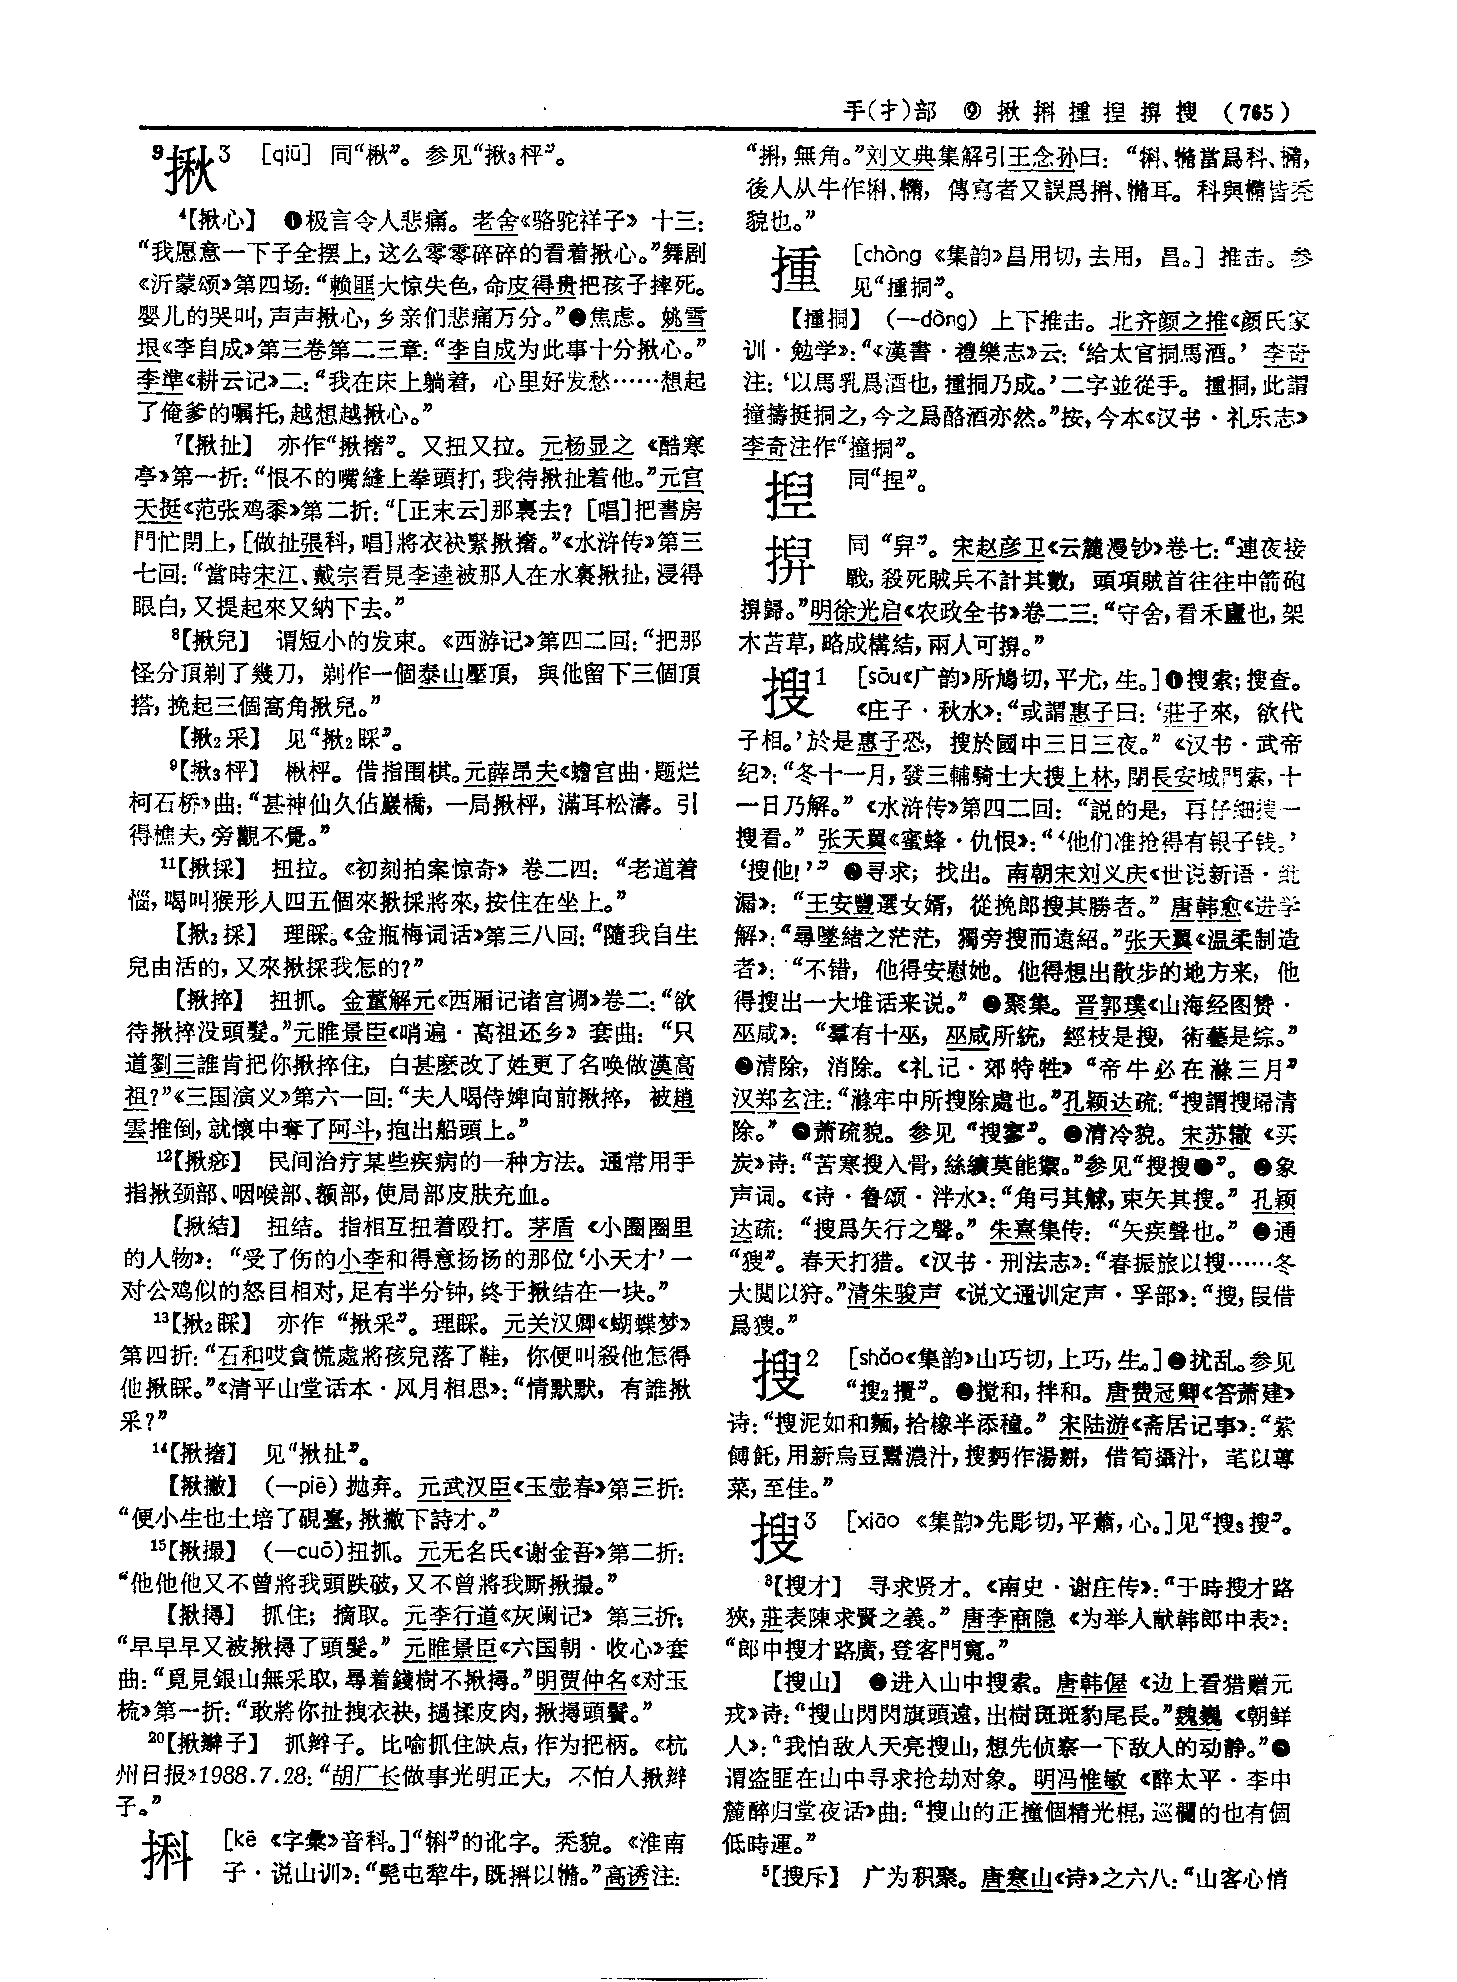 手(扌)部 ⑨ 揪 㪺 揰 揑 搿 搜 (765)
⁹揪3 [qiū] 同“楸”。参见“揪₃枰”。
⁴【揪心】 ❶极言令人悲痛。老舍《骆驼祥子》十三:
“我愿意一下子全摆上,这么零零碎碎的看着揪心。”舞剧
《沂蒙颂》第四场:“赖匪大惊失色,命皮得贵把孩子摔死。
婴儿的哭叫,声声揪心,乡亲们悲痛万分。”❷焦虑。姚雪
垠《李自成》第三卷第二三章:“李自成为此事十分揪心。”
李準《耕云记》二:“我在床上躺着,心里好发愁……想起
了俺爹的嘱托,越想越揪心。”
⁷【揪扯】 亦作“揪撦”。又扭又拉。元杨显之《酷寒
亭》第一折:“恨不的嘴縫上拳頭打,我待揪扯着他。”元宫
天挺《范张鸡黍》第二折:“[正末云]那裏去?[唱]把書房
門忙閉上,[做扯張科,唱]將衣袂緊揪撦。”《水浒传》第三
七回:“當時宋江、戴宗看見李逵被那人在水裏揪扯,浸得
眼白,又提起來又納下去。”
⁸【揪兒】 谓短小的发束。《西游记》第四二回:“把那
怪分頂剃了幾刀,剃作一個泰山壓頂,與他留下三個頂
搭,挽起三個窩角揪兒。”
【揪₂采】 见“揪₂睬”。
⁹【揪₃枰】 楸枰。借指围棋。元薛昂夫《蟾宫曲·题烂
柯石桥》曲:“甚神仙久佔巖橋,一局揪枰,滿耳松濤。引
得樵夫,旁觀不覺。”
¹¹【揪採】 扭拉。《初刻拍案惊奇》卷二四:“老道着
惱,喝叫猴形人四五個來揪採將來,按住在坐上。”
【揪₂採】 理睬。《金瓶梅词话》第三八回:“隨我自生
兒由活的,又來揪採我怎的?”
【揪捽】 扭抓。金董解元《西厢记诸宫调》卷二:“欲
待揪捽没頭髮。”元睢景臣《哨遍·高祖还乡》套曲:“只
道劉三誰肯把你揪捽住,白甚麽改了姓更了名唤做漢高
祖?”《三国演义》第六一回:“夫人喝侍婢向前揪捽,被趙
雲推倒,就懷中奪了阿斗,抱出船頭上。”
¹²【揪痧】 民间治疗某些疾病的一种方法。通常用手
指揪颈部、咽喉部、额部,使局部皮肤充血。
【揪結】 扭结。指相互扭着殴打。茅盾《小圈圈里
的人物》:“受了伤的小李和得意扬扬的那位‘小天才’一
对公鸡似的怒目相对,足有半分钟,终于揪结在一块。”
¹³【揪₂睬】 亦作“揪采”。理睬。元关汉卿《蝴蝶梦》
第四折:“石和哎貪慌處將孩兒落了鞋,你便叫殺他怎得
他揪睬。”《清平山堂话本·风月相思》:“情默默,有誰揪
采?”
¹⁴【揪撦】 见“揪扯”。
【揪撇】 (—piē)抛弃。元武汉臣《玉壶春》第三折:
“便小生也土培了硯臺,揪撇下詩才。”
¹⁵【揪撮】 (—cuō)扭抓。元无名氏《谢金吾》第二折:
“他他他又不曾將我頭跌破,又不曾將我厮揪撮。”
【揪撏】 抓住;摘取。元李行道《灰阑记》第三折:
“早早早又被揪撏了頭髮。”元睢景臣《六国朝·收心》套
曲:“覓見銀山無采取,尋着錢樹不揪撏。”明贾仲名《对玉
梳》第一折:“敢將你扯拽衣袂,撾揉皮肉,揪撏頭鬢。”
²⁰【揪辮子】 抓辫子。比喻抓住缺点,作为把柄。《杭
州日报》1988.7.28:“胡厂长做事光明正大,不怕人揪辫
子。”
㪺 [kē 《字彙》音科。]“犐”的讹字。秃貌。《淮南
子·说山训》:“髡屯犂牛,既㪺以㹌。”高诱注:
“㪺,無角。”刘文典集解引王念孙曰:“犐、㹌當爲科、橢,
後人从牛作犐、㹌,傳寫者又誤爲㪺、㹌耳。科與橢皆秃
貌也。”
揰 [chòng 《集韵》昌用切,去用,昌。] 推击。参
见“揰挏”。
【揰挏】 (—dòng)上下推击。北齐颜之推《颜氏家
训·勉学》:“《漢書·禮樂志》云:‘給太官挏馬酒。’李奇
注:‘以馬乳爲酒也,揰挏乃成。’二字並從手。揰挏,此謂
撞擣挺挏之,今之爲酪酒亦然。”按,今本《汉书·礼乐志》
李奇注作“撞挏”。
揑 同“捏”。
搿 同“舁”。宋赵彦卫《云麓漫钞》卷七:“連夜接
戰,殺死賊兵不計其數,頭項賊首往往中箭砲
歸。”明徐光启《农政全书》卷二三:“守舍,看禾廬也,架
木苫草,略成構結,兩人可。”
搜1 [sōu《广韵》所鳩切,平尤,生。]❶搜索;搜查。
《庄子·秋水》:“或謂惠子曰:‘莊子來,欲代
子相。’於是惠子恐,搜於國中三日三夜。”《汉书·武帝
纪》:“冬十一月,發三輔騎士大搜上林,閉長安城門索,十
一日乃解。”《水浒传》第四二回:“説的是,再仔細搜一
搜看。”张天翼《蜜蜂·仇恨》:“‘他们准抢得有银子钱。’
‘搜他!’”❷寻求;找出。南朝宋刘义庆《世说新语·纰
漏》:“王安豐選女婿,從挽郎搜其勝者。”唐韩愈《进学
解》:“尋墜緒之茫茫,獨旁搜而遠紹。”张天翼《温柔制造
者》:“不错,他得安慰她。他得想出散步的地方来,他
得搜出一大堆话来说。”❸聚集。晋郭璞《山海经图赞·
巫咸》:“羣有十巫,巫咸所統,經枝是搜,術藝是綜。”
❹清除,消除。《礼记·郊特牲》“帝牛必在滌三月”
汉郑玄注:“滌牢中所搜除處也。”孔颖达疏:“搜謂搜埽清
除。”❺萧疏貌。参见“搜寥”。❻清冷貌。宋苏辙《买
炭》诗:“苦寒搜入骨,絲纊莫能禦。”参见“搜搜❶”。❼象
声词。《诗·鲁颂·泮水》:“角弓其觩,束矢其搜。”孔颖
达疏:“搜爲矢行之聲。”朱熹集传:“矢疾聲也。”❽通
“獀”。春天打猎。《汉书·刑法志》:“春振旅以搜……冬
大閱以狩。”清朱骏声《说文通训定声·孚部》:“搜,叚借
爲獀。”
搜2 [shǎo《集韵》山巧切,上巧,生。]❶扰乱。参见
“搜₂攪”。❷搅和,拌和。唐费冠卿《答萧建》
诗:“搜泥如和麵,拾橡半添穜。”宋陆游《斋居记事》:“紫
餺飥,用新烏豆鬻濃汁,搜麪作湯餅,借筍攝汁,芼以蓴
菜,至佳。”
搜3 [xiāo 《集韵》先彫切,平蕭,心。]见“搜₃搜”。
³【搜才】 寻求贤才。《南史·谢庄传》:“于時搜才路
狹,莊表陳求賢之義。”唐李商隐《为举人献韩郎中表》:
“郎中搜才路廣,登客門寬。”
【搜山】 ❶进入山中搜索。唐韩偓《边上看猎赠元
戎》诗:“搜山閃閃旗頭遠,出樹斑斑豹尾長。”魏巍《朝鲜
人》:“我怕敌人天亮搜山,想先侦察一下敌人的动静。”❷
谓盗匪在山中寻求抢劫对象。明冯惟敏《醉太平·李中
麓醉归堂夜话》曲:“搜山的正撞個精光棍,巡欄的也有個
低時運。”
⁵【搜斥】 广为积聚。唐寒山《诗》之六八:“山客心悄